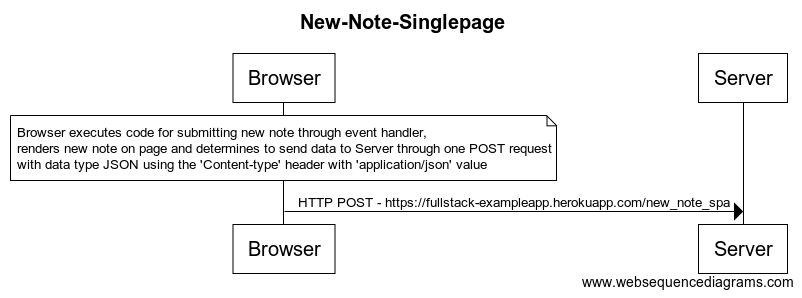 New-Note-Singlepage
Browser
Server
Browser executes code for submitting new note through event handler,
renders new note on page and determines to send data to Server through one POST request
with data type JSON using the 'Content-type' header with 'application/json' value
HTTP POST - https://fullstack-exampleapp.herokuapp.com/new_note_spa
Browser
Server
www.websequencediagrams.com